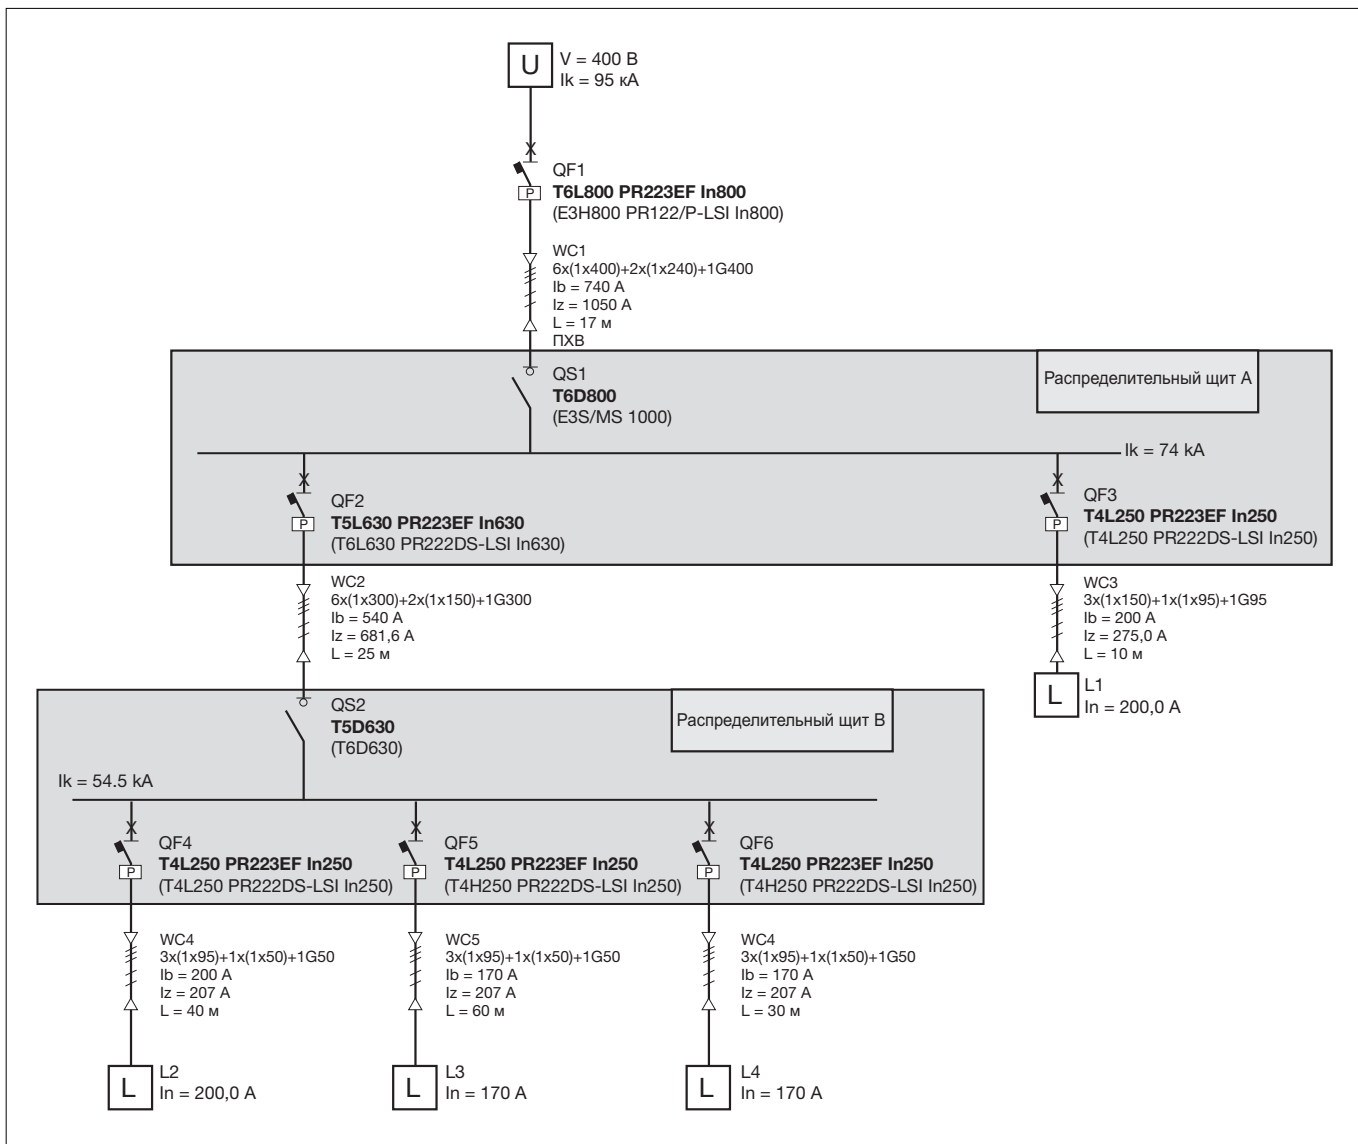 U
V = 400 В
Ik = 95 кА
QF1
P
T6L800 PR223EF In800
(E3H800 PR122/P-LSI In800)
WC1
6x(1x400)+2x(1x240)+1G400
Ib = 740 A
Iz = 1050 A
L = 17 м
ПХВ
QS1
T6D800
(E3S/MS 1000)
Распределительный щит А
Ik = 74 kA
QF2
P
T5L630 PR223EF In630
(T6L630 PR222DS-LSI In630)
QF3
P
T4L250 PR223EF In250
(T4L250 PR222DS-LSI In250)
WC2
6x(1x300)+2x(1x150)+1G300
Ib = 540 A
Iz = 681,6 A
L = 25 м
WC3
3x(1x150)+1x(1x95)+1G95
Ib = 200 A
Iz = 275,0 A
L = 10 м
L
L1
In = 200,0 A
QS2
T5D630
(T6D630)
Распределительный щит В
Ik = 54.5 kA
QF4
P
T4L250 PR223EF In250
(T4L250 PR222DS-LSI In250)
QF5
P
T4L250 PR223EF In250
(T4H250 PR222DS-LSI In250)
QF6
P
T4L250 PR223EF In250
(T4H250 PR222DS-LSI In250)
WC4
3x(1x95)+1x(1x50)+1G50
Ib = 200 A
Iz = 207 A
L = 40 м
WC5
3x(1x95)+1x(1x50)+1G50
Ib = 170 A
Iz = 207 A
L = 60 м
WC4
3x(1x95)+1x(1x50)+1G50
Ib = 170 A
Iz = 207 A
L = 30 м
L
L2
In = 200,0 A
L
L3
In = 170 A
L
L4
In = 170 A